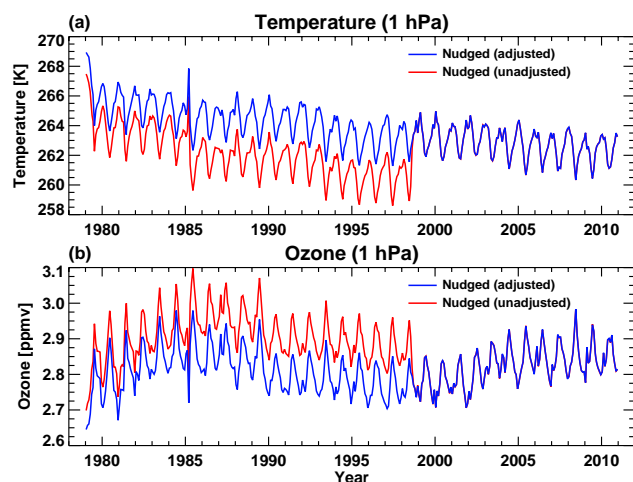 (a) Temperature (1 hPa)
Temperature [K]
270
268
266
264
262
260
258
Nudged (adjusted)
Nudged (unadjusted)
1980 1985 1990 1995 2000 2005 2010
(b) Ozone (1 hPa)
Ozone [ppmv]
3.1
3.0
2.9
2.8
2.7
2.6
Nudged (adjusted)
Nudged (unadjusted)
1980 1985 1990 1995 2000 2005 2010
Year